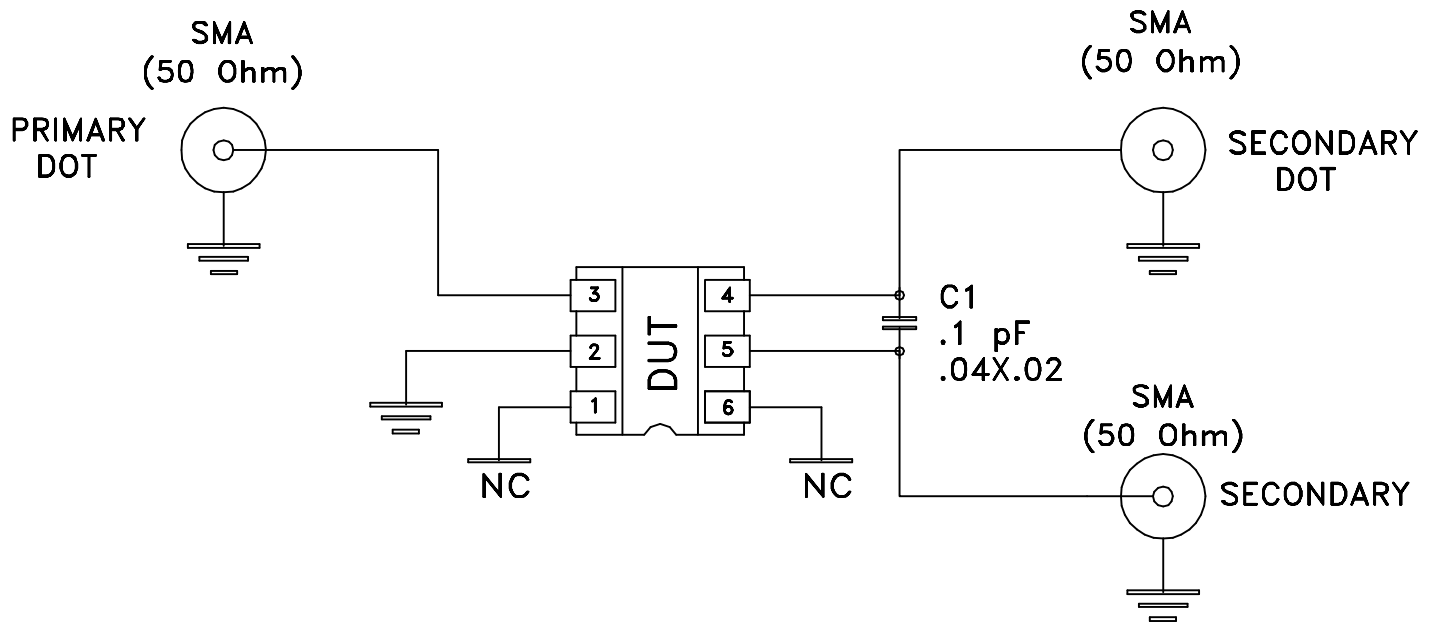 SMA
(50 Ohm)
PRIMARY
DOT
SMA
(50 Ohm)
SECONDARY
DOT
3
2
1
DUT
4
5
6
C1
.1 pF
.04X.02
NC
NC
SMA
(50 Ohm)
SECONDARY